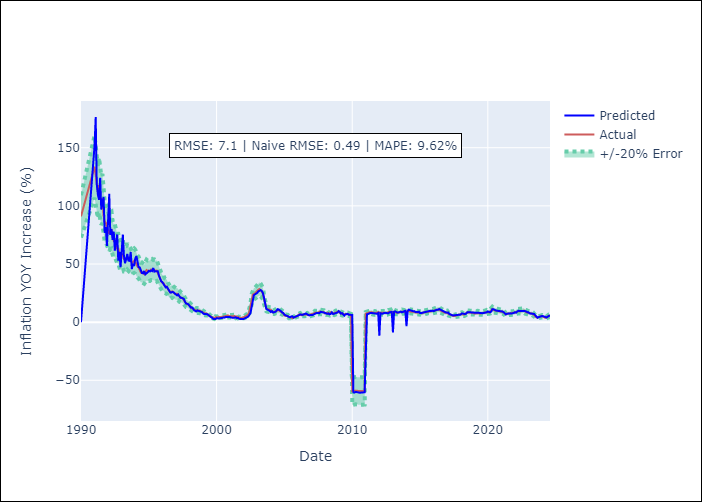 RMSE: 7.1 | Naive RMSE: 0.49 | MAPE: 9.62%
Predicted
Actual
+/-20% Error
Inflation YOY Increase (%)
150
100
50
0
−50
1990
2000
2010
2020
Date